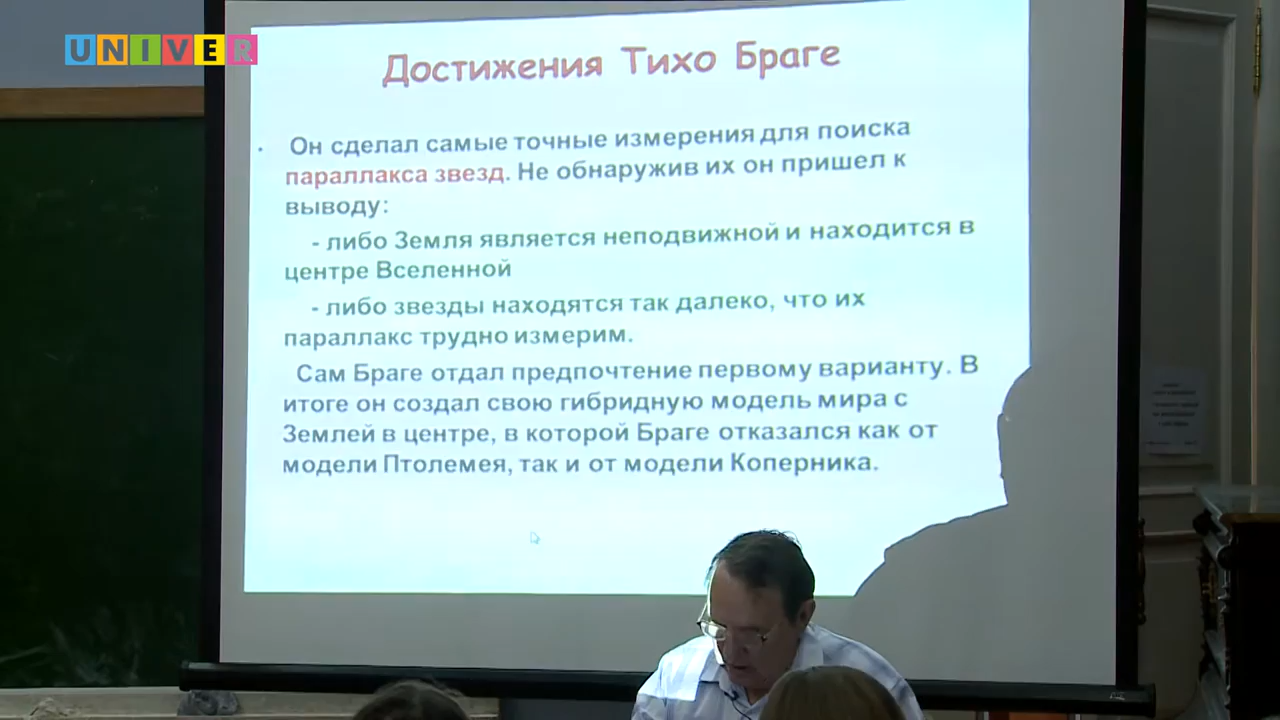 UNIVER
Достижения Тихо Браге
• Он сделал самые точные измерения для поиска
параллакса звезд. Не обнаружив их он пришел к
выводу:
- либо Земля является неподвижной и находится в
центре Вселенной
- либо звезды находятся так далеко, что их
параллакс трудно измерим.
Сам Браге отдал предпочтение первому варианту. В
итоге он создал свою гибридную модель мира с
Землей в центре, в которой Браге отказался как от
модели Птолемея, так и от модели Коперника.